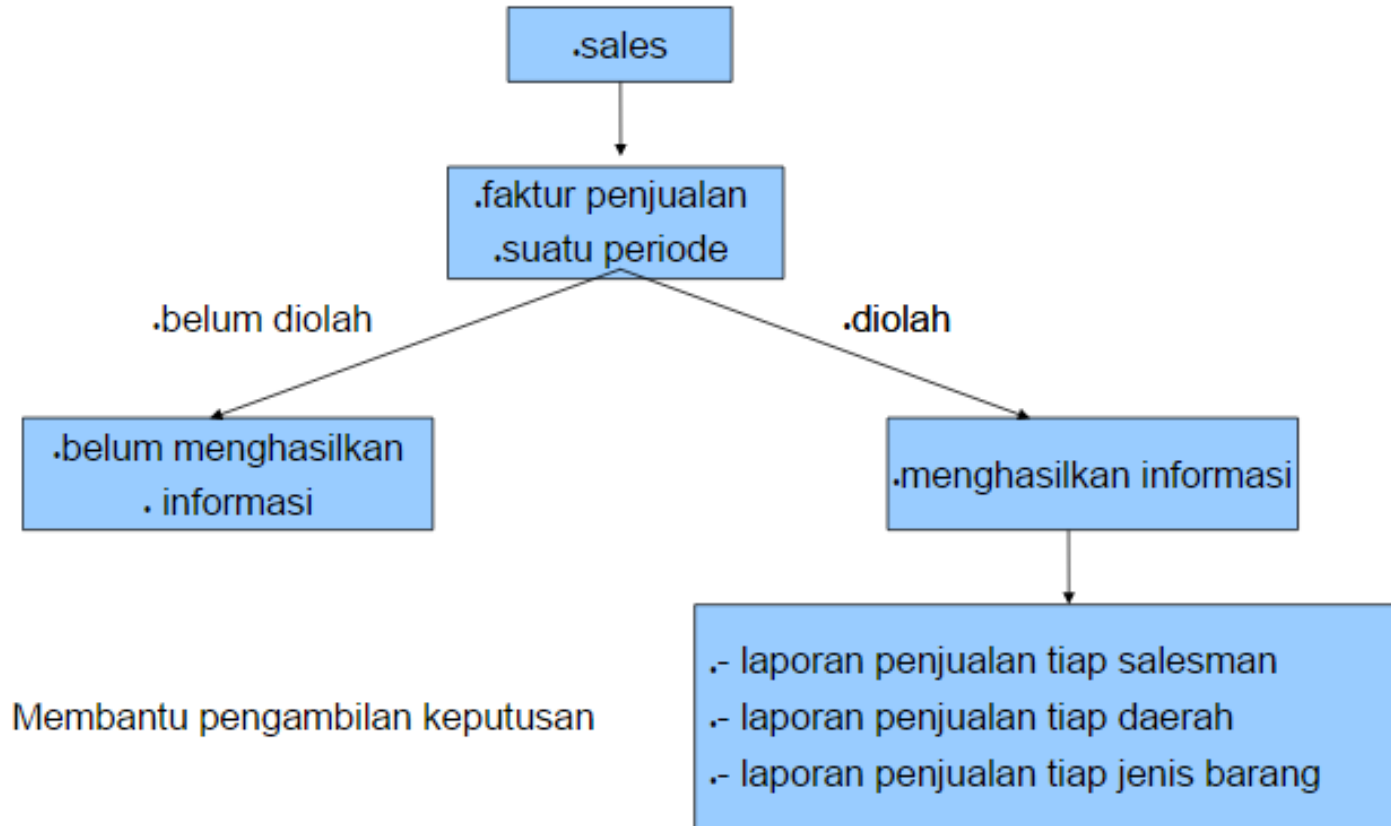 .sales
.faktur penjualan
.suatu periode
.belum diolah
.diolah
.belum menghasilkan
. informasi
.menghasilkan informasi
.- laporan penjualan tiap salesman
.- laporan penjualan tiap daerah
.- laporan penjualan tiap jenis barang
Membantu pengambilan keputusan